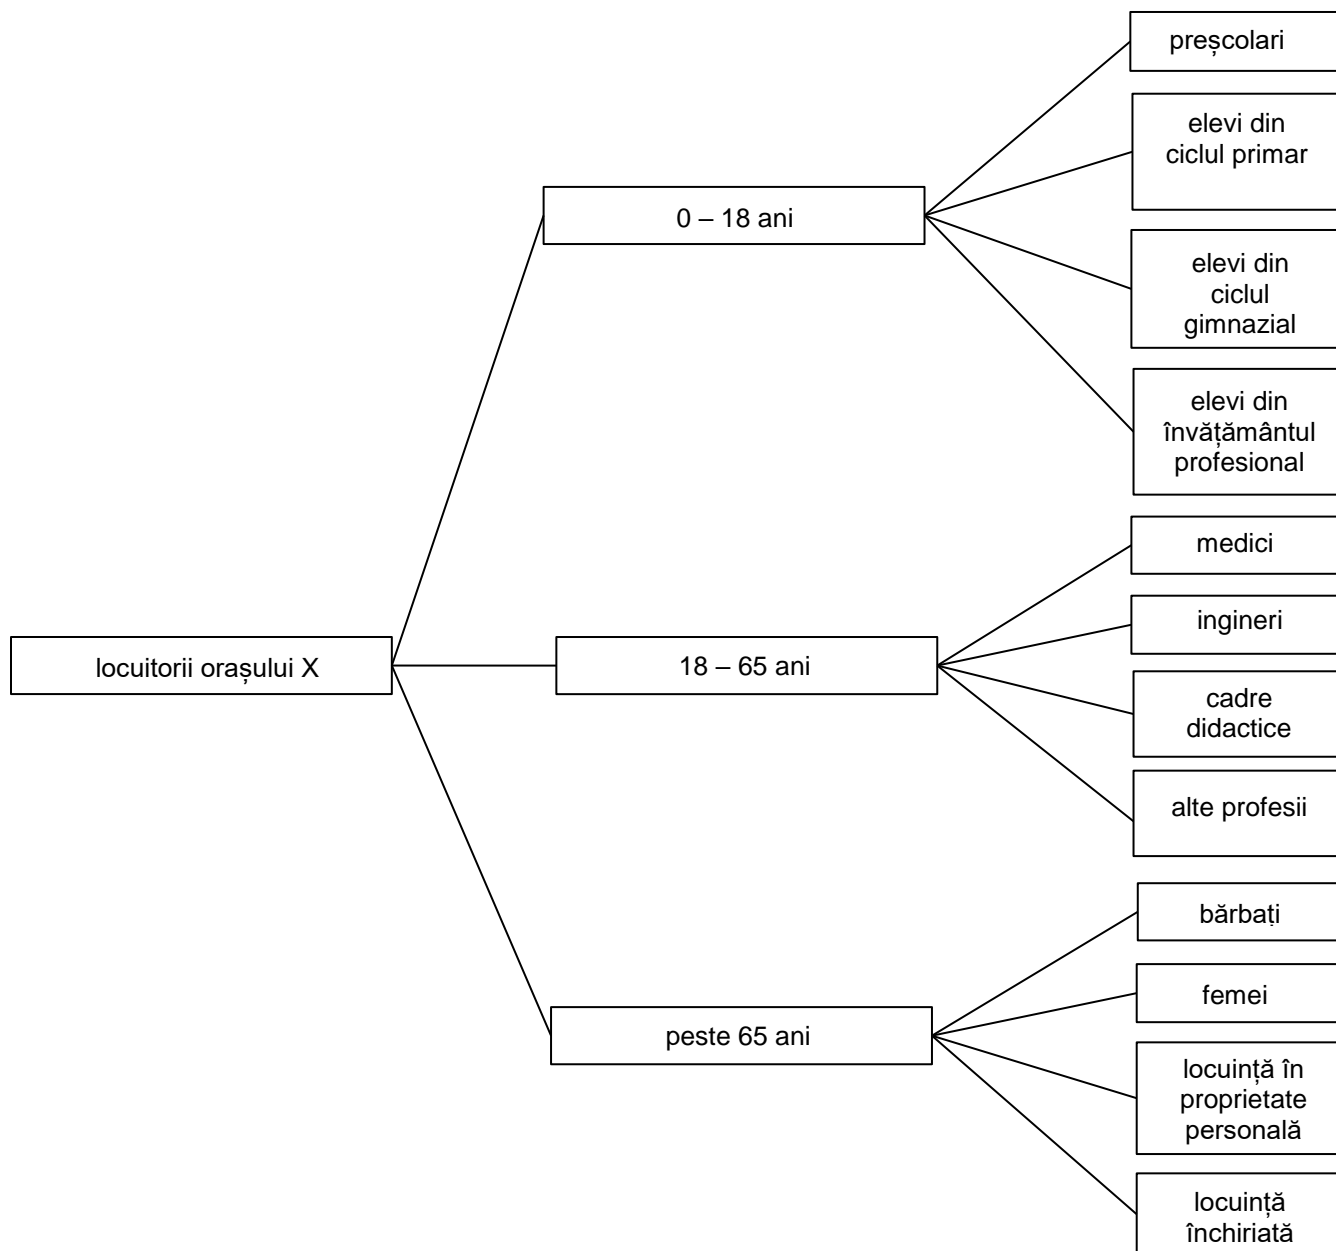 preșcolari
elevi din
ciclul primar
0 – 18 ani
elevi din
ciclul
gimnazial
elevi din
învățământul
profesional
medici
ingineri
locuitorii orașului X
18 – 65 ani
cadre
didactice
alte profesii
bărbați
femei
peste 65 ani
locuință în
proprietate
personală
locuință
închiriată